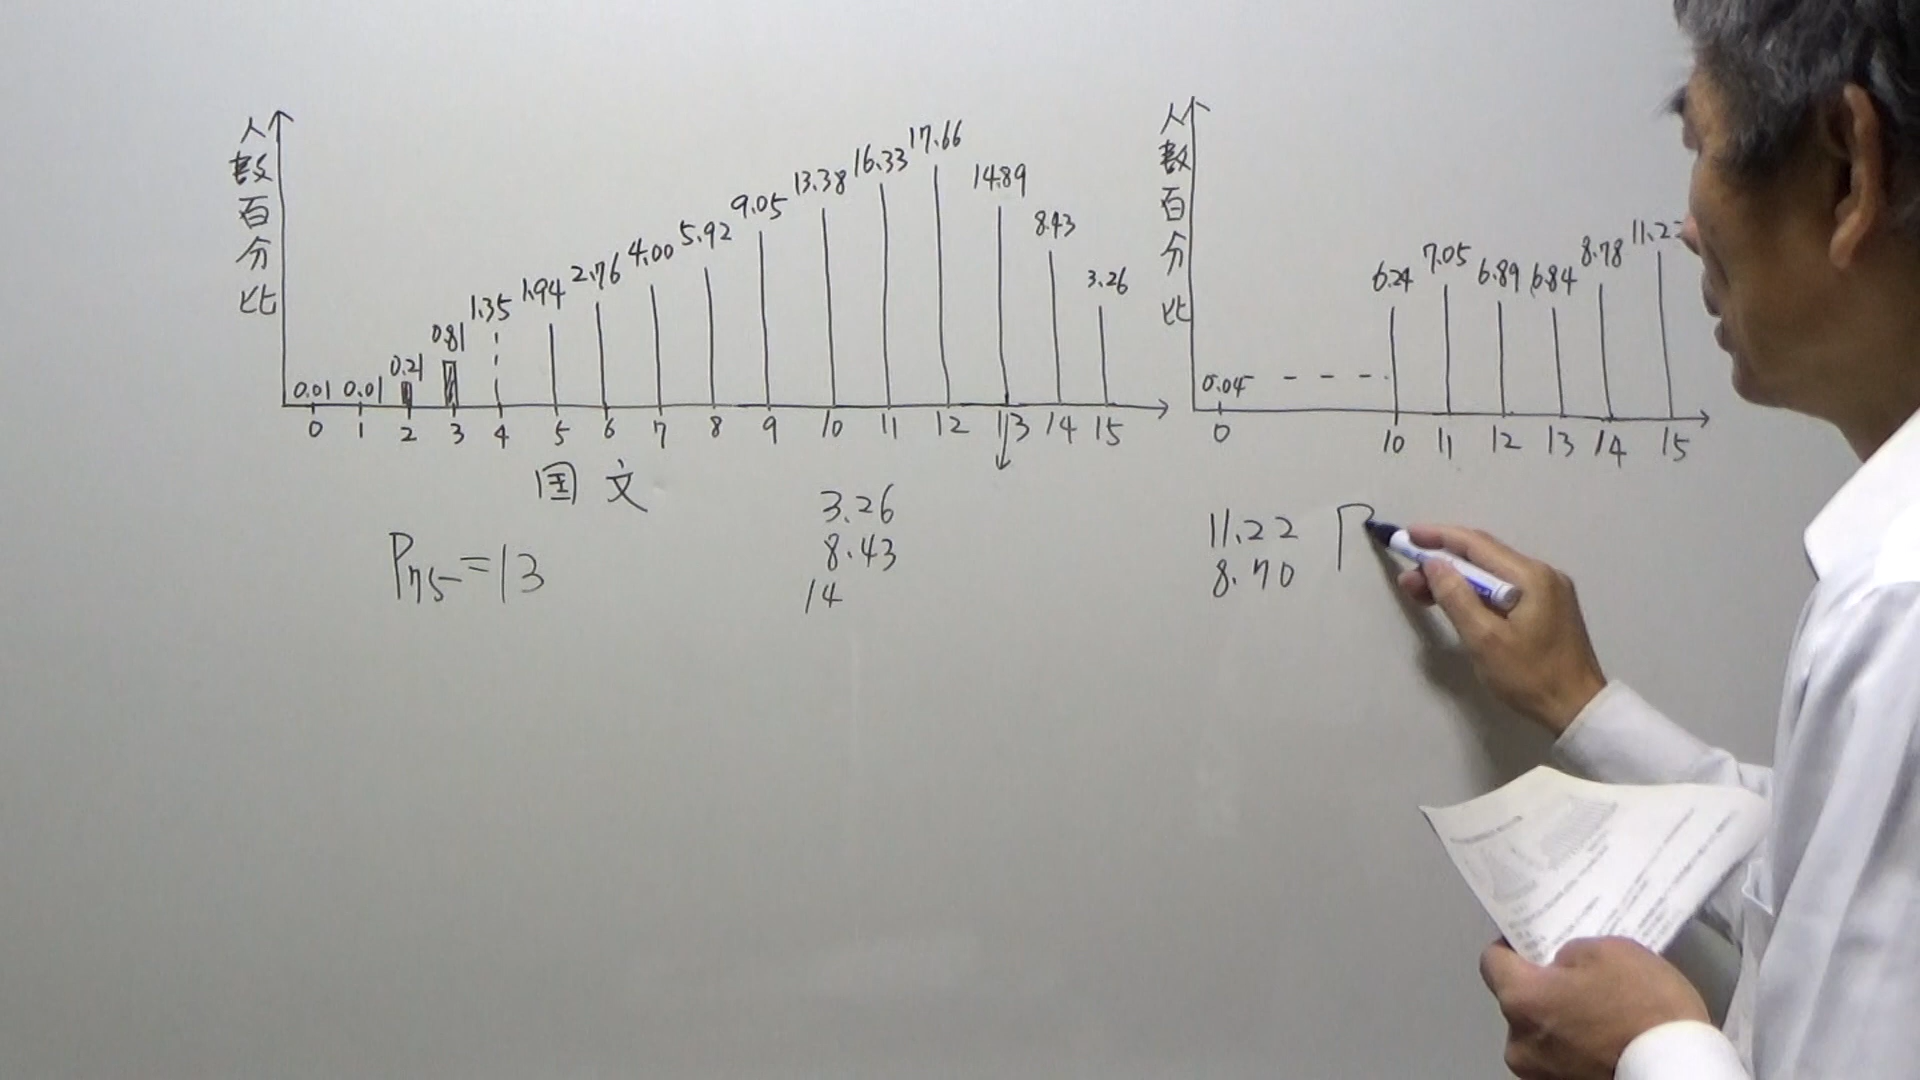 人數百分比
0.01 0.01 0.21 0.81 1.35 1.94 2.76 4.00 5.92 9.05 13.38 16.33 17.66 14.89 8.43 3.26
0 1 2 3 4 5 6 7 8 9 10 11 12 13 14 15
国文
P75=13
3.26
8.43
14
人數百分比
0.04 6.24 7.05 6.89 6.84 8.78 11.22
0 10 11 12 13 14 15
11.22
8.70
P